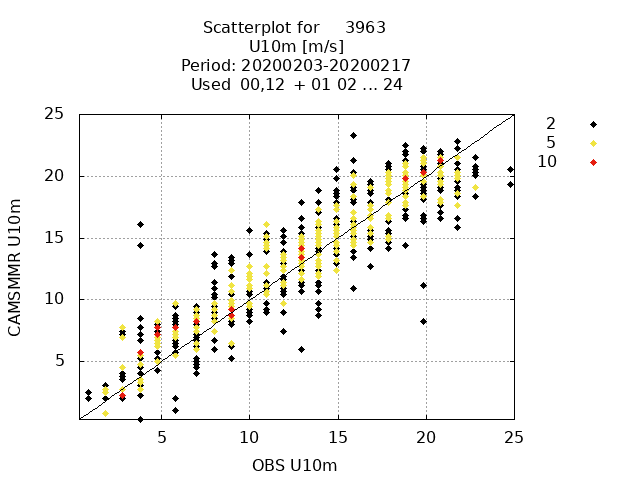 Scatterplot for 3963
U10m [m/s]
Period: 20200203-20200217
Used 00,12 + 01 02 ... 24
25
20
15
10
5
5
10
15
20
25
CAMSMMR U10m
OBS U10m
2
5
10